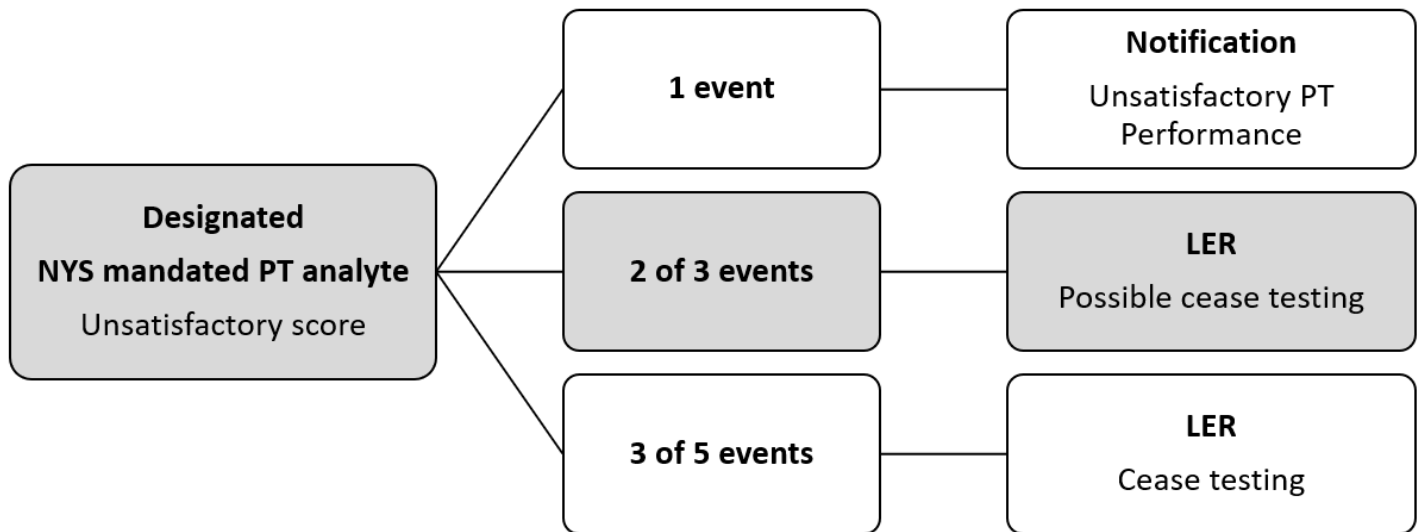 Designated
NYS mandated PT analyte
Unsatisfactory score
1 event
Notification
Unsatisfactory PT
Performance
2 of 3 events
LER
Possible cease testing
3 of 5 events
LER
Cease testing